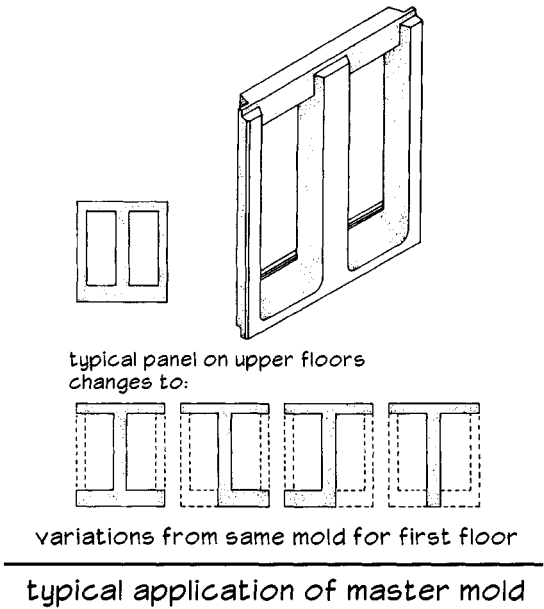 typical panel on upper floors
changes to:
variations from same mold for first floor
typical application of master mold